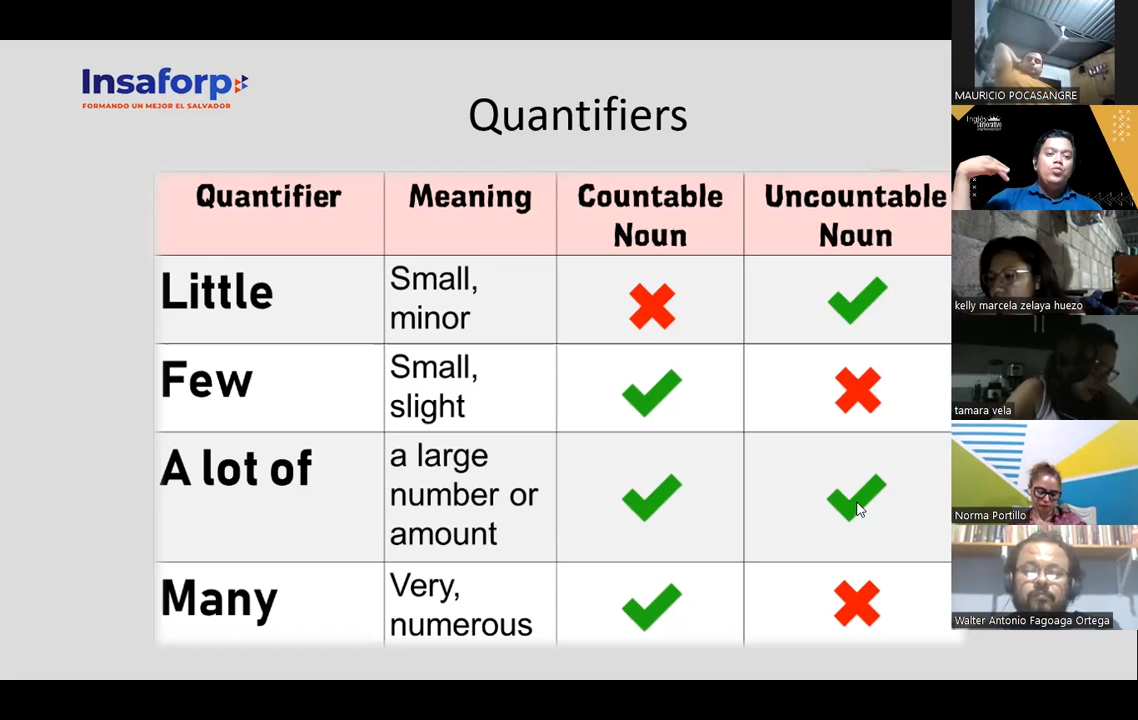 Insaforp
FORMANDO UN MEJOR EL SALVADOR
Quantifiers
Quantifier Meaning Countable Noun Uncountable Noun
Little Small, minor
Few Small, slight
A lot of a large number or amount
Many Very, numerous
MAURICIO POCASANGRE
Inglés
kelly marcela zelaya huezo
tamara vela
Norma Portillo
Walter Antonio Fagoaga Ortega